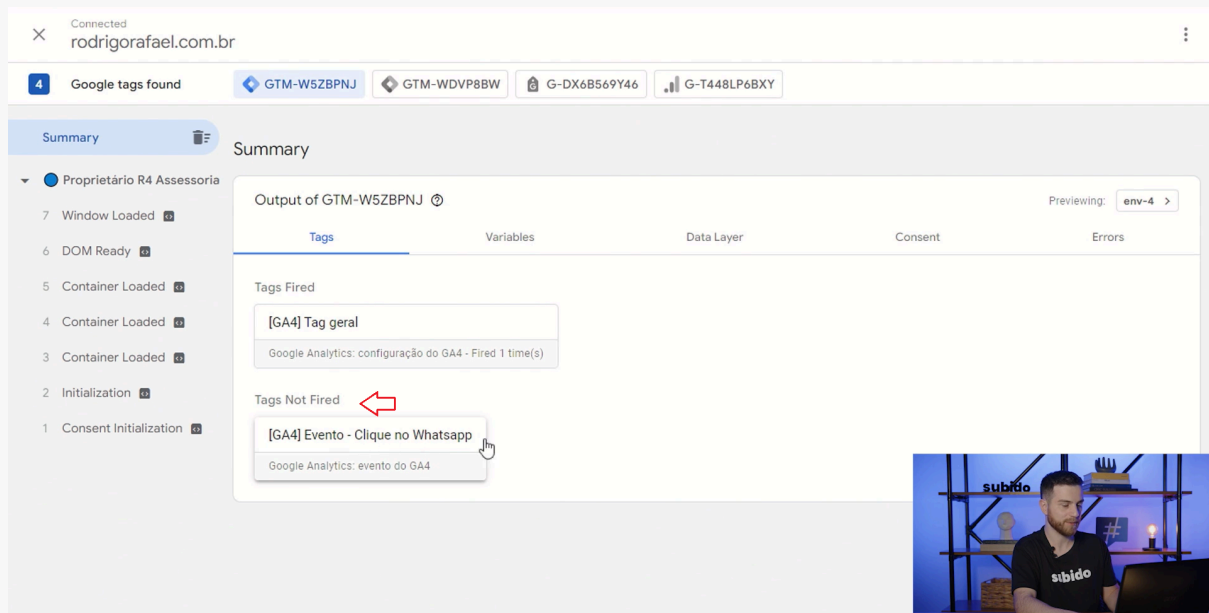 Connected
rodrigorafael.com.br
4 Google tags found GTM-W5ZBPNJ GTM-WDVP8BW G-DX6B569Y46 G-T448LP6BXY
Summary
Proprietário R4 Assessoria
7 Window Loaded
6 DOM Ready
5 Container Loaded
4 Container Loaded
3 Container Loaded
2 Initialization
1 Consent Initialization
Summary
Output of GTM-W5ZBPNJ
Previewing: env-4
Tags Variables Data Layer Consent Errors
Tags Fired
[GA4] Tag geral
Google Analytics: configuração do GA4 - Fired 1 time(s)
Tags Not Fired
[GA4] Evento - Clique no Whatsapp
Google Analytics: evento do GA4
subido
#
subido